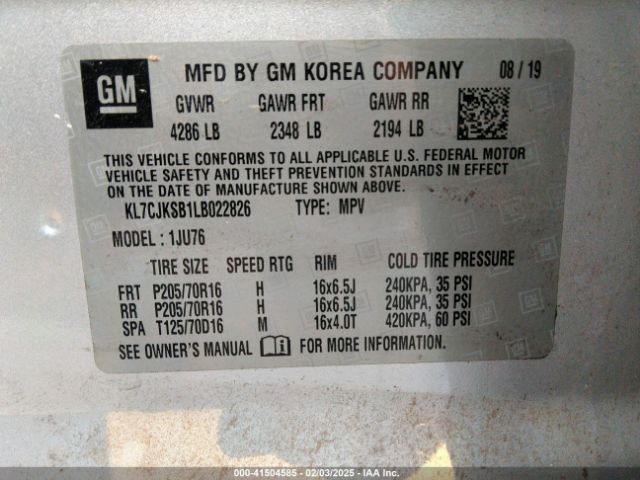 GM MFD BY GM KOREA COMPANY 08 / 19
GVWR GAWR FRT GAWR RR
4286 LB 2348 LB 2194 LB
THIS VEHICLE CONFORMS TO ALL APPLICABLE U.S. FEDERAL MOTOR
VEHICLE SAFETY AND THEFT PREVENTION STANDARDS IN EFFECT
ON THE DATE OF MANUFACTURE SHOWN ABOVE.
KL7CJKSB1LB022826 TYPE: MPV
MODEL : 1JU76
TIRE SIZE SPEED RTG RIM COLD TIRE PRESSURE
FRT P205/70R16 H 16x6.5J 240KPA, 35 PSI
RR P205/70R16 H 16x6.5J 240KPA, 35 PSI
SPA T125/70D16 M 16x4.0T 420KPA, 60 PSI
SEE OWNER'S MANUAL FOR MORE INFORMATION.
000-41504585 - 02/03/2025 - IAA Inc.